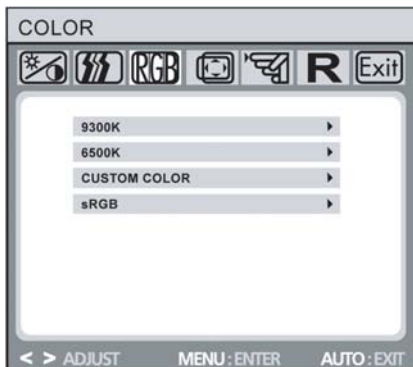 COLOR
RGB R Exit
9300K
6500K
CUSTOM COLOR
sRGB
< > ADJUST MENU : ENTER AUTO : EXIT